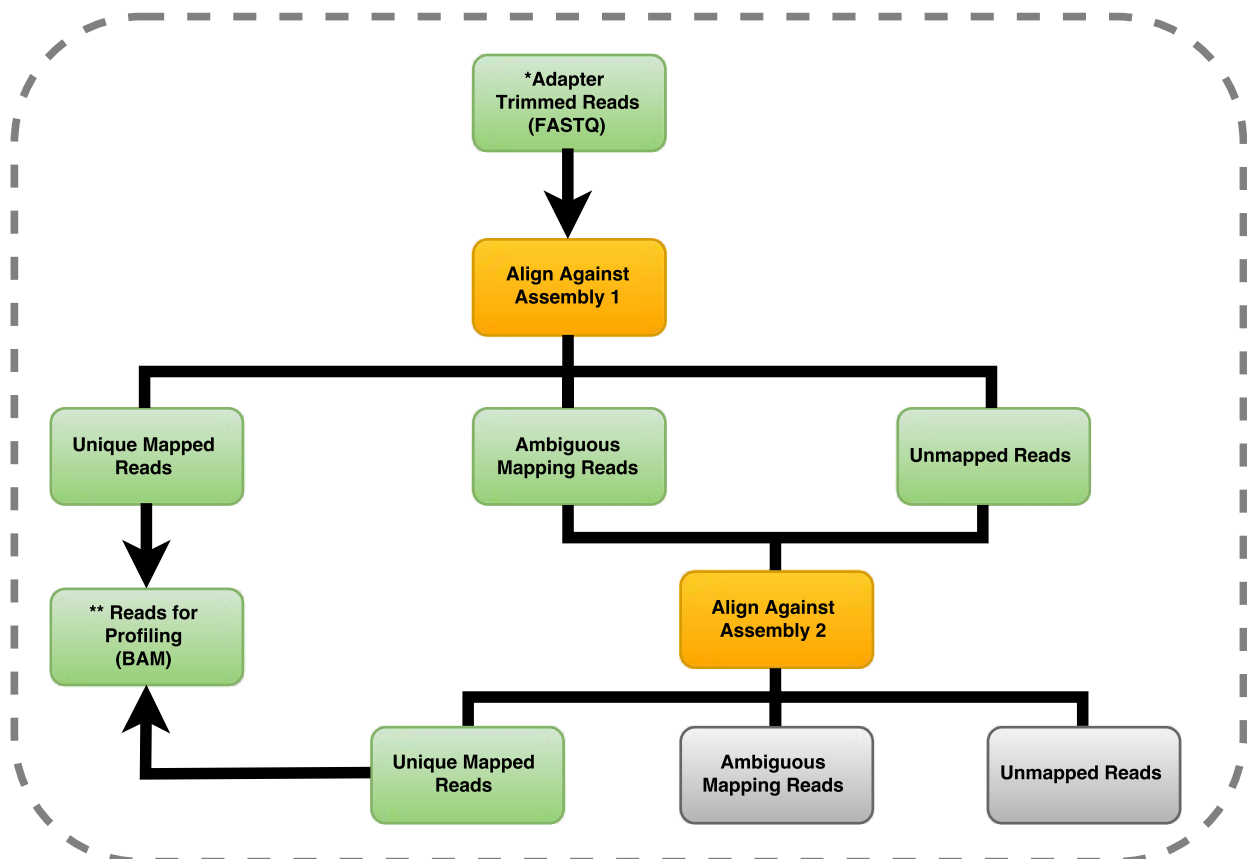 *Adapter
Trimmed Reads
(FASTQ)
Align Against
Assembly 1
Unique Mapped
Reads
Ambiguous
Mapping Reads
Unmapped Reads
** Reads for
Profiling
(BAM)
Align Against
Assembly 2
Unique Mapped
Reads
Ambiguous
Mapping Reads
Unmapped Reads